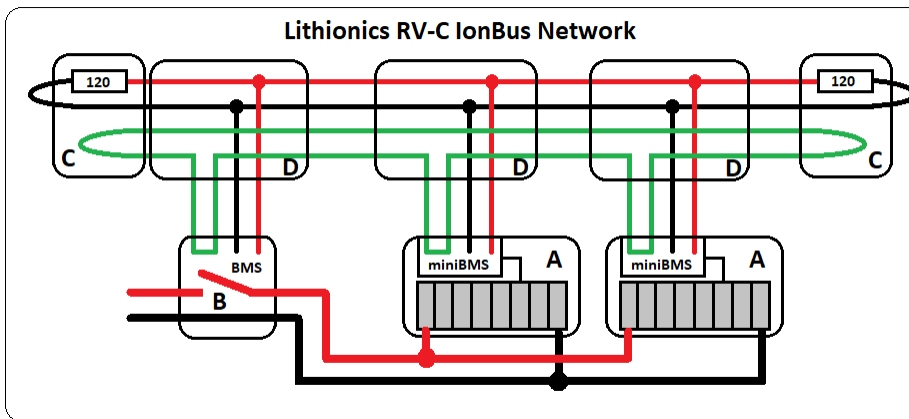 Lithionics RV-C IonBus Network
120
120
C
D
D
D
C
BMS
B
miniBMS
A
miniBMS
A